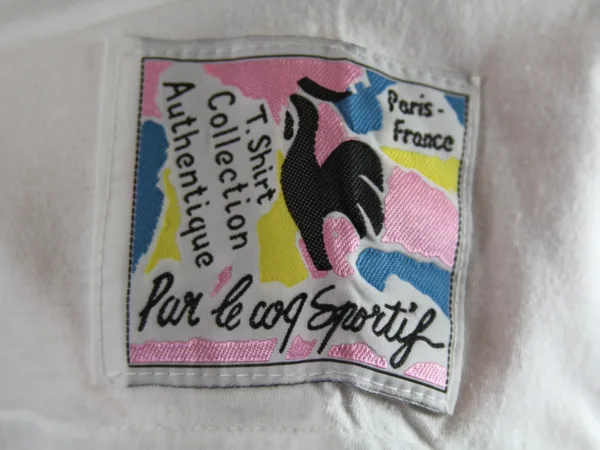 T.Shirt
Collection
Authentique
Paris-
France
Par le coq Sportif